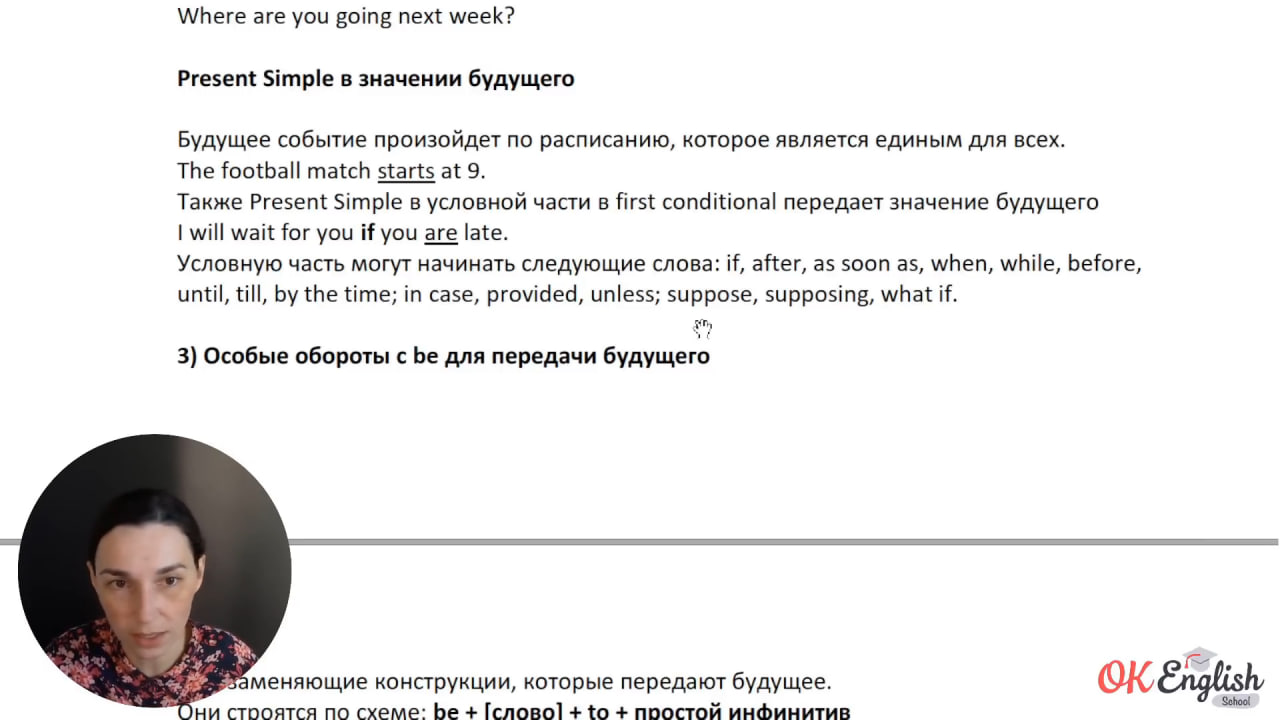 Where are you going next week?
Present Simple в значении будущего
Будущее событие произойдет по расписанию, которое является единым для всех.
The football match starts at 9.
Также Present Simple в условной части в first conditional передает значение будущего
I will wait for you if you are late.
Условную часть могут начинать следующие слова: if, after, as soon as, when, while, before,
until, till, by the time; in case, provided, unless; suppose, supposing, what if.
3) Особые обороты с be для передачи будущего
заменяющие конструкции, которые передают будущее.
Они строятся по схеме: be + [слово] + to + простой инфинитив
OK English
School